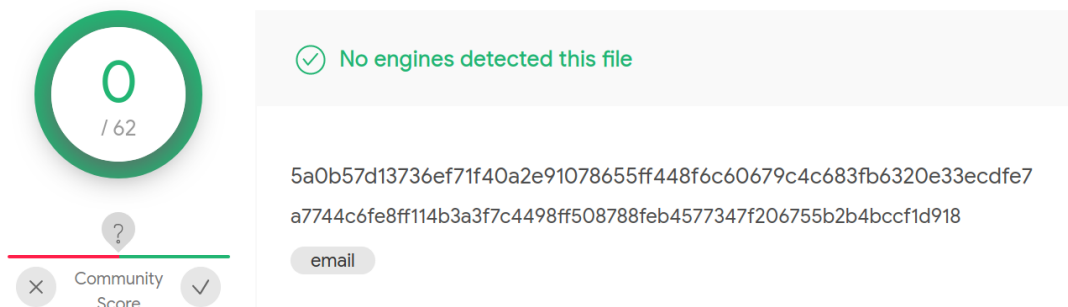 0
/ 62
?
Community
Score
No engines detected this file
5a0b57d13736ef71f40a2e91078655ff448f6c60679c4c683fb6320e33ecdfe7
a7744c6fe8ff114b3a3f7c4498ff508788feb4577347f206755b2b4bccf1d918
email